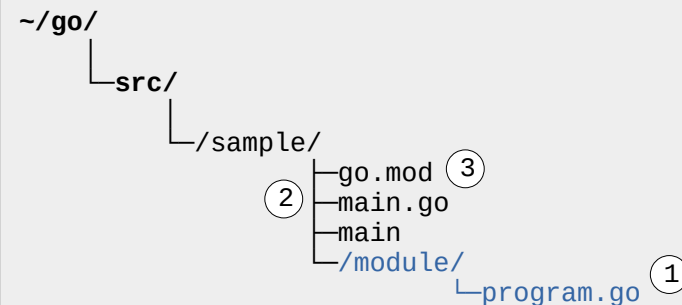 ~/go/
src/
/sample/
go.mod 3
2 main.go
main
/module/
program.go 1